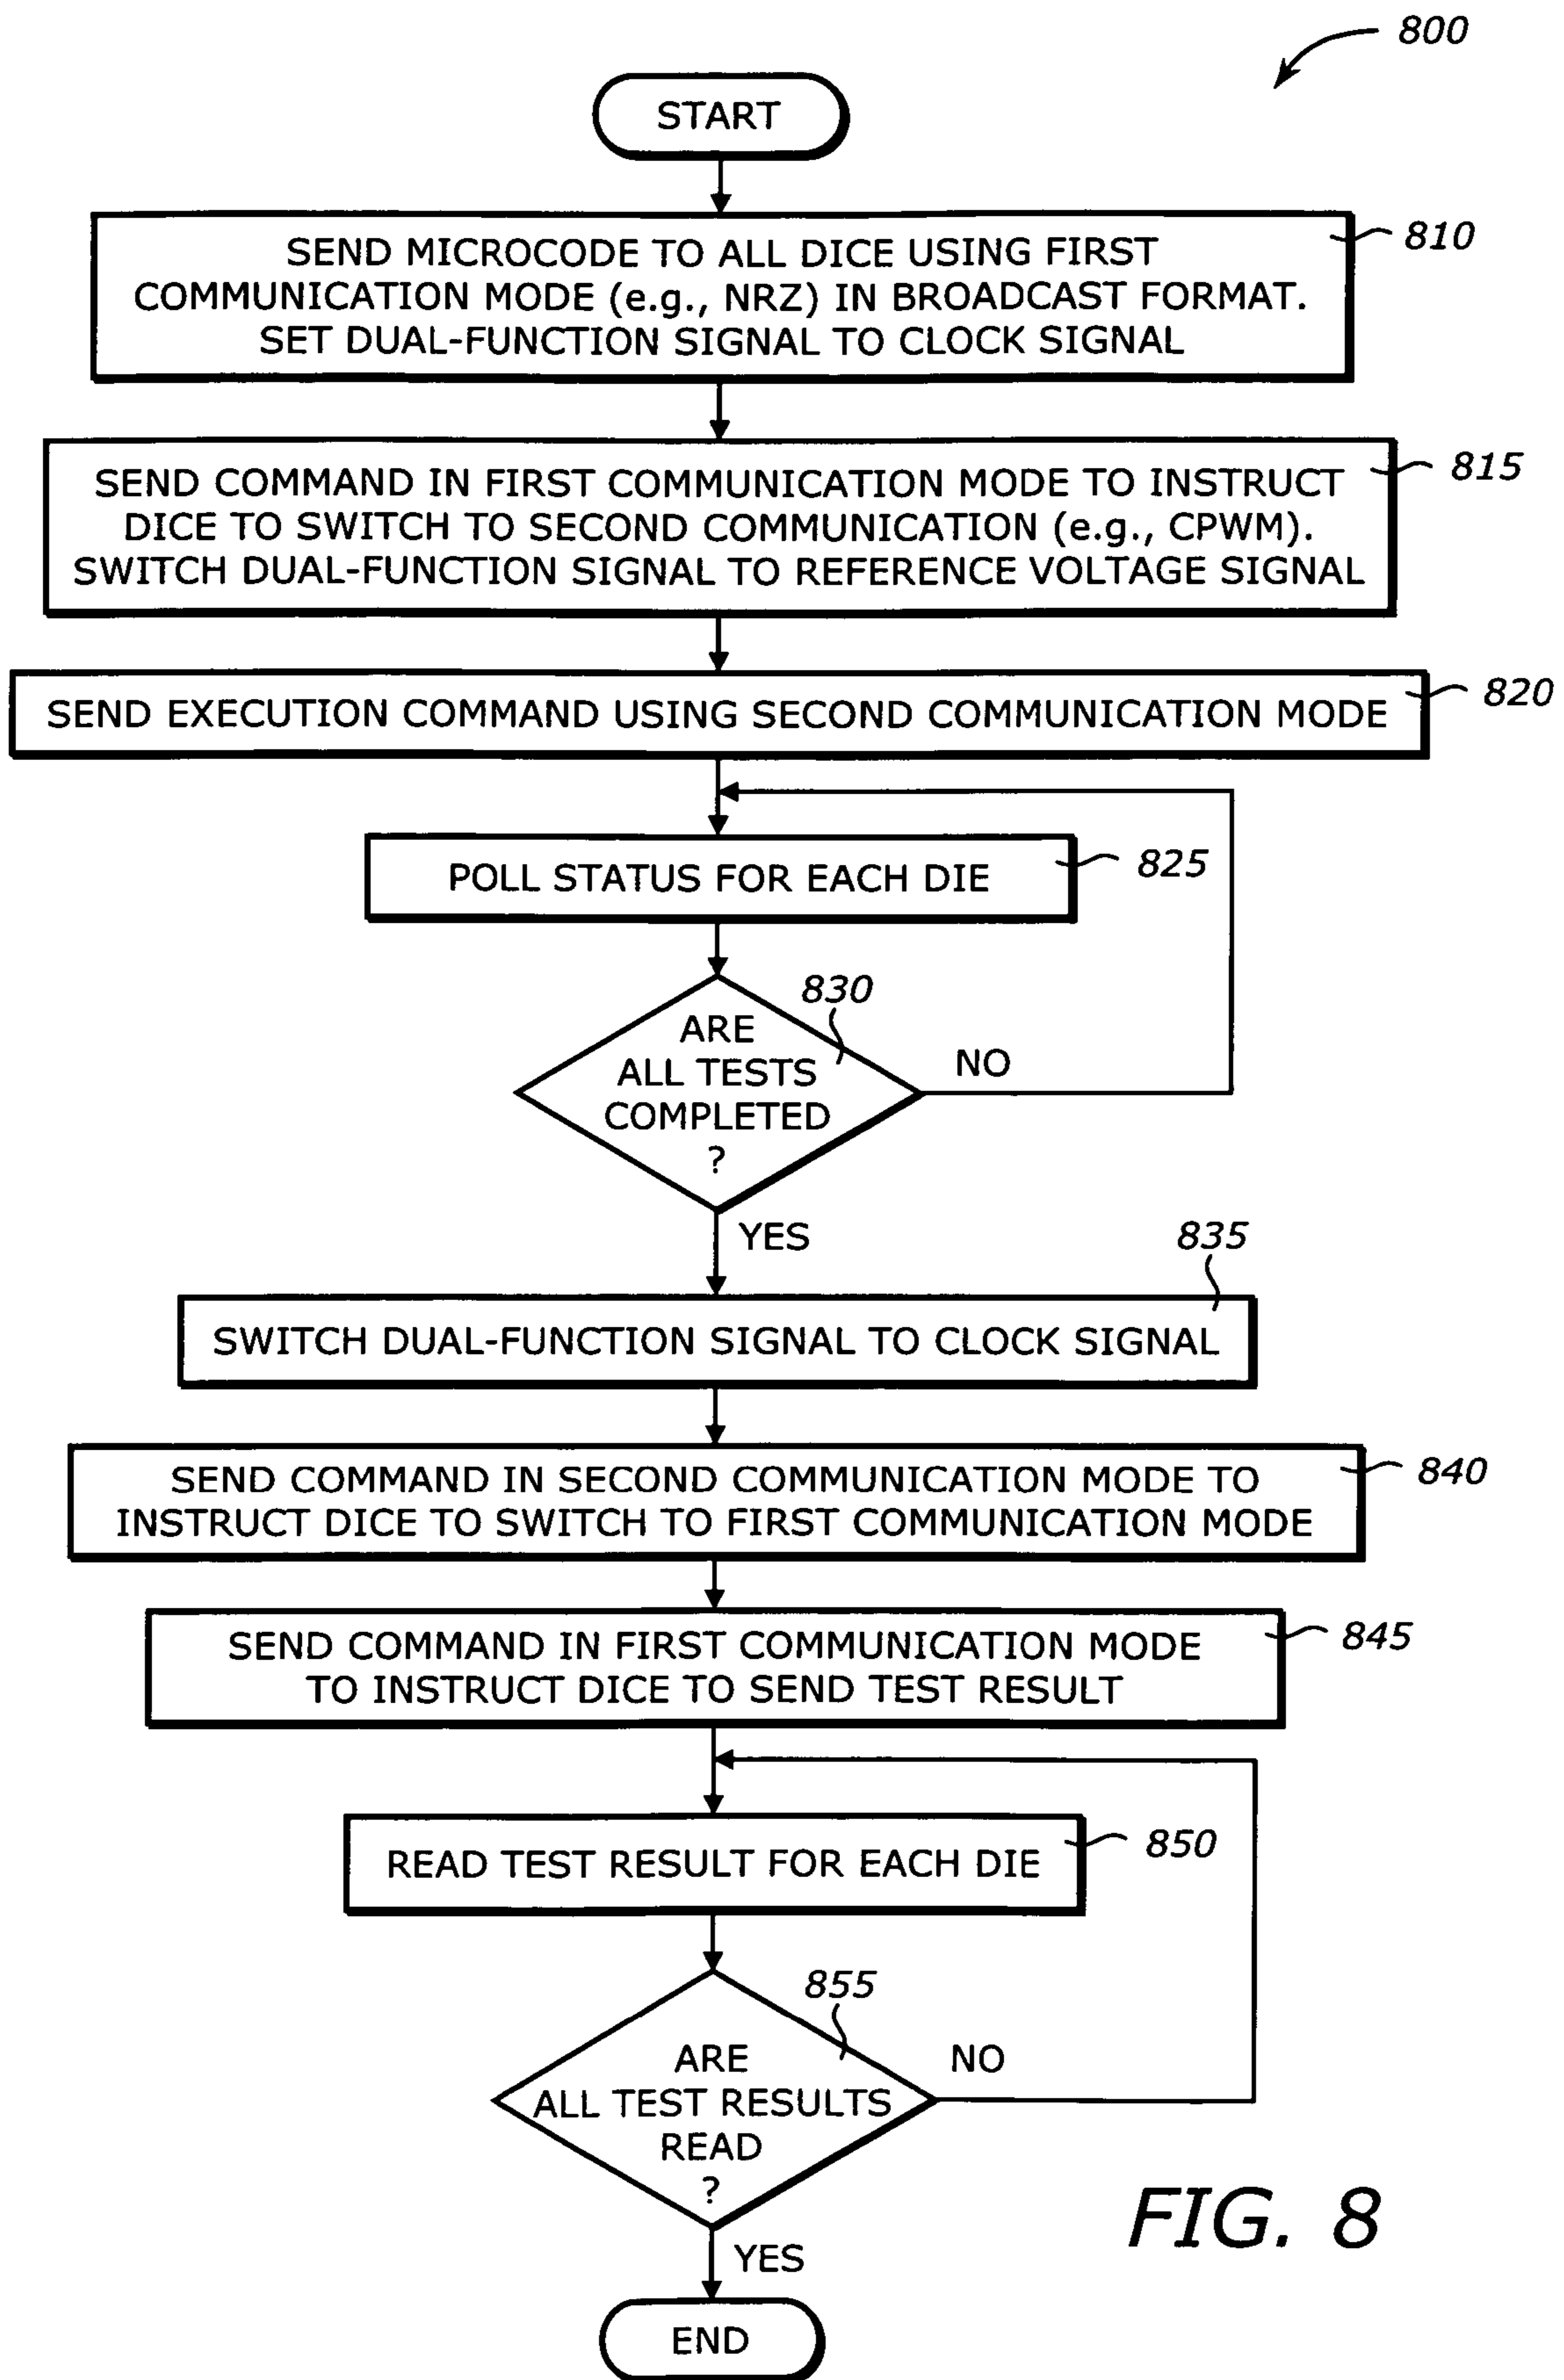 800
START
SEND MICROCODE TO ALL DICE USING FIRST
COMMUNICATION MODE (e.g., NRZ) IN BROADCAST FORMAT.
SET DUAL-FUNCTION SIGNAL TO CLOCK SIGNAL
810
SEND COMMAND IN FIRST COMMUNICATION MODE TO INSTRUCT
DICE TO SWITCH TO SECOND COMMUNICATION (e.g., CPWM).
SWITCH DUAL-FUNCTION SIGNAL TO REFERENCE VOLTAGE SIGNAL
815
SEND EXECUTION COMMAND USING SECOND COMMUNICATION MODE
820
POLL STATUS FOR EACH DIE
825
830
ARE
ALL TESTS
COMPLETED
?
NO
YES
835
SWITCH DUAL-FUNCTION SIGNAL TO CLOCK SIGNAL
SEND COMMAND IN SECOND COMMUNICATION MODE TO
INSTRUCT DICE TO SWITCH TO FIRST COMMUNICATION MODE
840
SEND COMMAND IN FIRST COMMUNICATION MODE
TO INSTRUCT DICE TO SEND TEST RESULT
845
READ TEST RESULT FOR EACH DIE
850
855
ARE
ALL TEST RESULTS
READ
?
NO
YES
END
FIG. 8